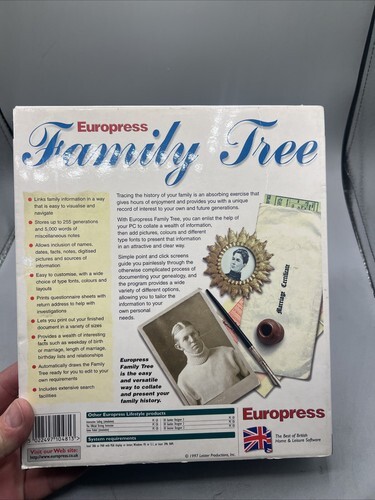 Europress
Family Tree
Links family information in a way
that is easy to visualise and
navigate
Stores up to 255 generations
and 5,000 words of
miscellaneous notes
Allows inclusion of names,
dates, facts, notes, digitised
pictures and sources of
information
Easy to customise, with a wide
choice of type fonts, colours and
layouts
Prints questionnaire sheets with
return address to help with
investigations
Lets you print out your finished
document in a variety of sizes
Provides a wealth of interesting
facts such as weekday of birth
or marriage, length of marriage,
birthday lists and relationships
Automatically draws the Family
Tree ready for you to edit to your
own requirements
Includes extensive search
facilities
Tracing the history of your family is an absorbing exercise that
gives hours of enjoyment and provides you with a unique
record of interest to your own and future generations.
With Europress Family Tree, you can enlist the help of
your PC to collate a wealth of information,
then add pictures, colours and different
type fonts to present that information
in an attractive and clear way.
Simple point and click screens
guide you painlessly through the
otherwise complicated process of
documenting your genealogy, and
the program provides a wide
variety of different options,
allowing you to tailor the
information to your
own personal
needs.
Marriage Certificate
Europress
Family Tree
is the easy
and versatile
way to collate
and present your
family history.
Other Europress Lifestyle products
System requirements
Visit our Web site:
http://www.europress.co.uk
Europress
The Best of British
Home & Leisure Software